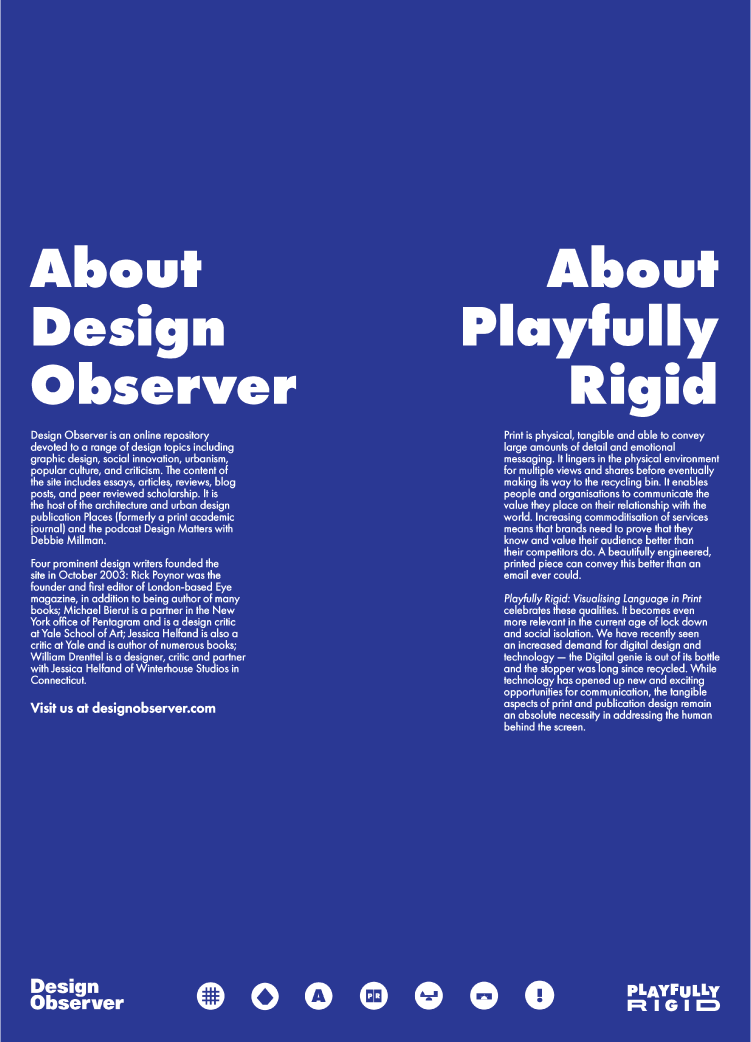 About
Design
Observer
Design Observer is an online repository
devoted to a range of design topics including
graphic design, social innovation, urbanism,
popular culture, and criticism. The content of
the site includes essays, articles, reviews, blog
posts, and peer reviewed scholarship. It is
the host of the architecture and urban design
publication Places (formerly a print academic
journal) and the podcast Design Matters with
Debbie Millman.
Four prominent design writers founded the
site in October 2003: Rick Poynor was the
founder and first editor of London-based Eye
magazine, in addition to being author of many
books; Michael Bierut is a partner in the New
York office of Pentagram and is a design critic
at Yale School of Art; Jessica Helfand is also a
critic at Yale and is author of numerous books;
William Drenttel is a designer, critic and partner
with Jessica Helfand of Winterhouse Studios in
Connecticut.
Visit us at designobserver.com
About
Playfully
Rigid
Print is physical, tangible and able to convey
large amounts of detail and emotional
messaging. It lingers in the physical environment
for multiple views and shares before eventually
making its way to the recycling bin. It enables
people and organisations to communicate the
value they place on their relationship with the
world. Increasing commoditisation of services
means that brands need to prove that they
know and value their audience better than
their competitors do. A beautifully engineered,
printed piece can convey this better than an
email ever could.
Playfully Rigid: Visualising Language in Print
celebrates these qualities. It becomes even
more relevant in the current age of lock down
and social isolation. We have recently seen
an increased demand for digital design and
technology — the Digital genie is out of its bottle
and the stopper was long since recycled. While
technology has opened up new and exciting
opportunities for communication, the tangible
aspects of print and publication design remain
an absolute necessity in addressing the human
behind the screen.
Design
Observer
A
!
PLAYFULLY
RIGID